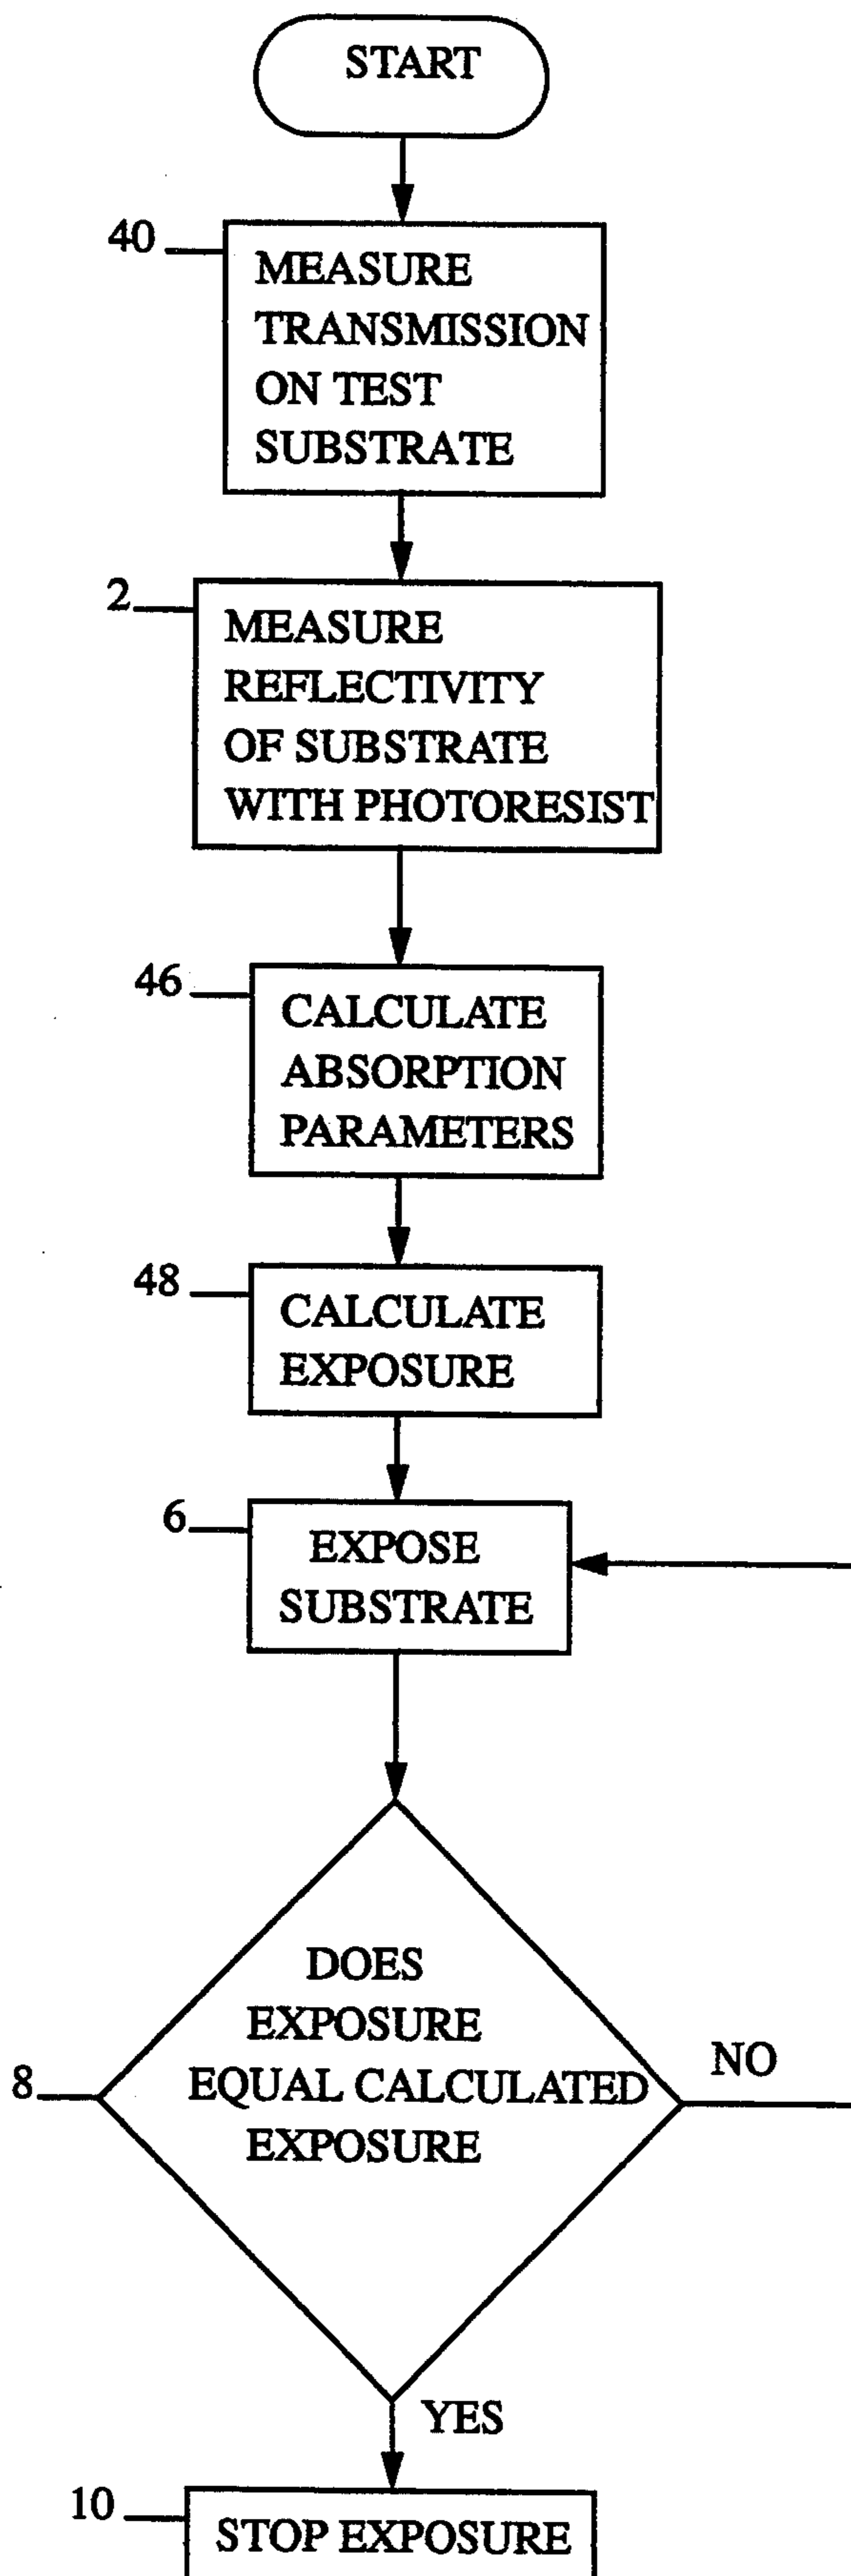 START
40
MEASURE
TRANSMISSION
ON TEST
SUBSTRATE
2
MEASURE
REFLECTIVITY
OF SUBSTRATE
WITH PHOTORESIST
46
CALCULATE
ABSORPTION
PARAMETERS
48
CALCULATE
EXPOSURE
6
EXPOSE
SUBSTRATE
DOES
EXPOSURE
8
EQUAL CALCULATED
EXPOSURE
NO
YES
10
STOP EXPOSURE